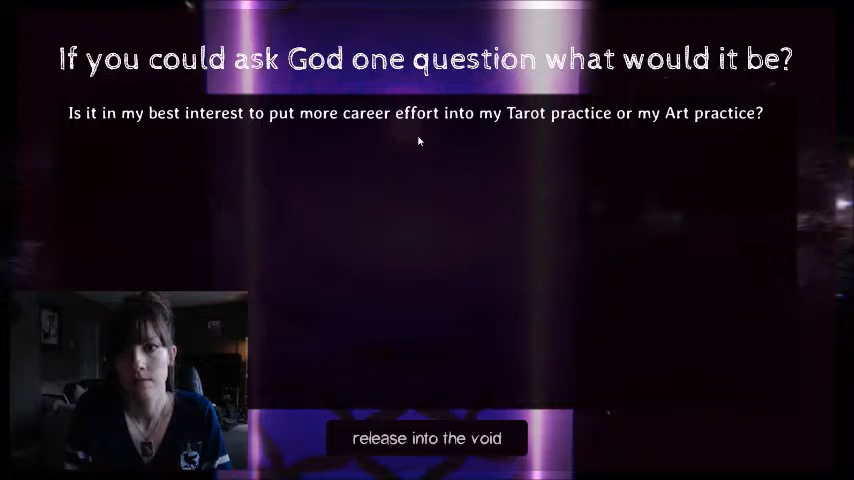 If you could ask God one question what would it be?
Is it in my best interest to put more career effort into my Tarot practice or my Art practice?
release into the void